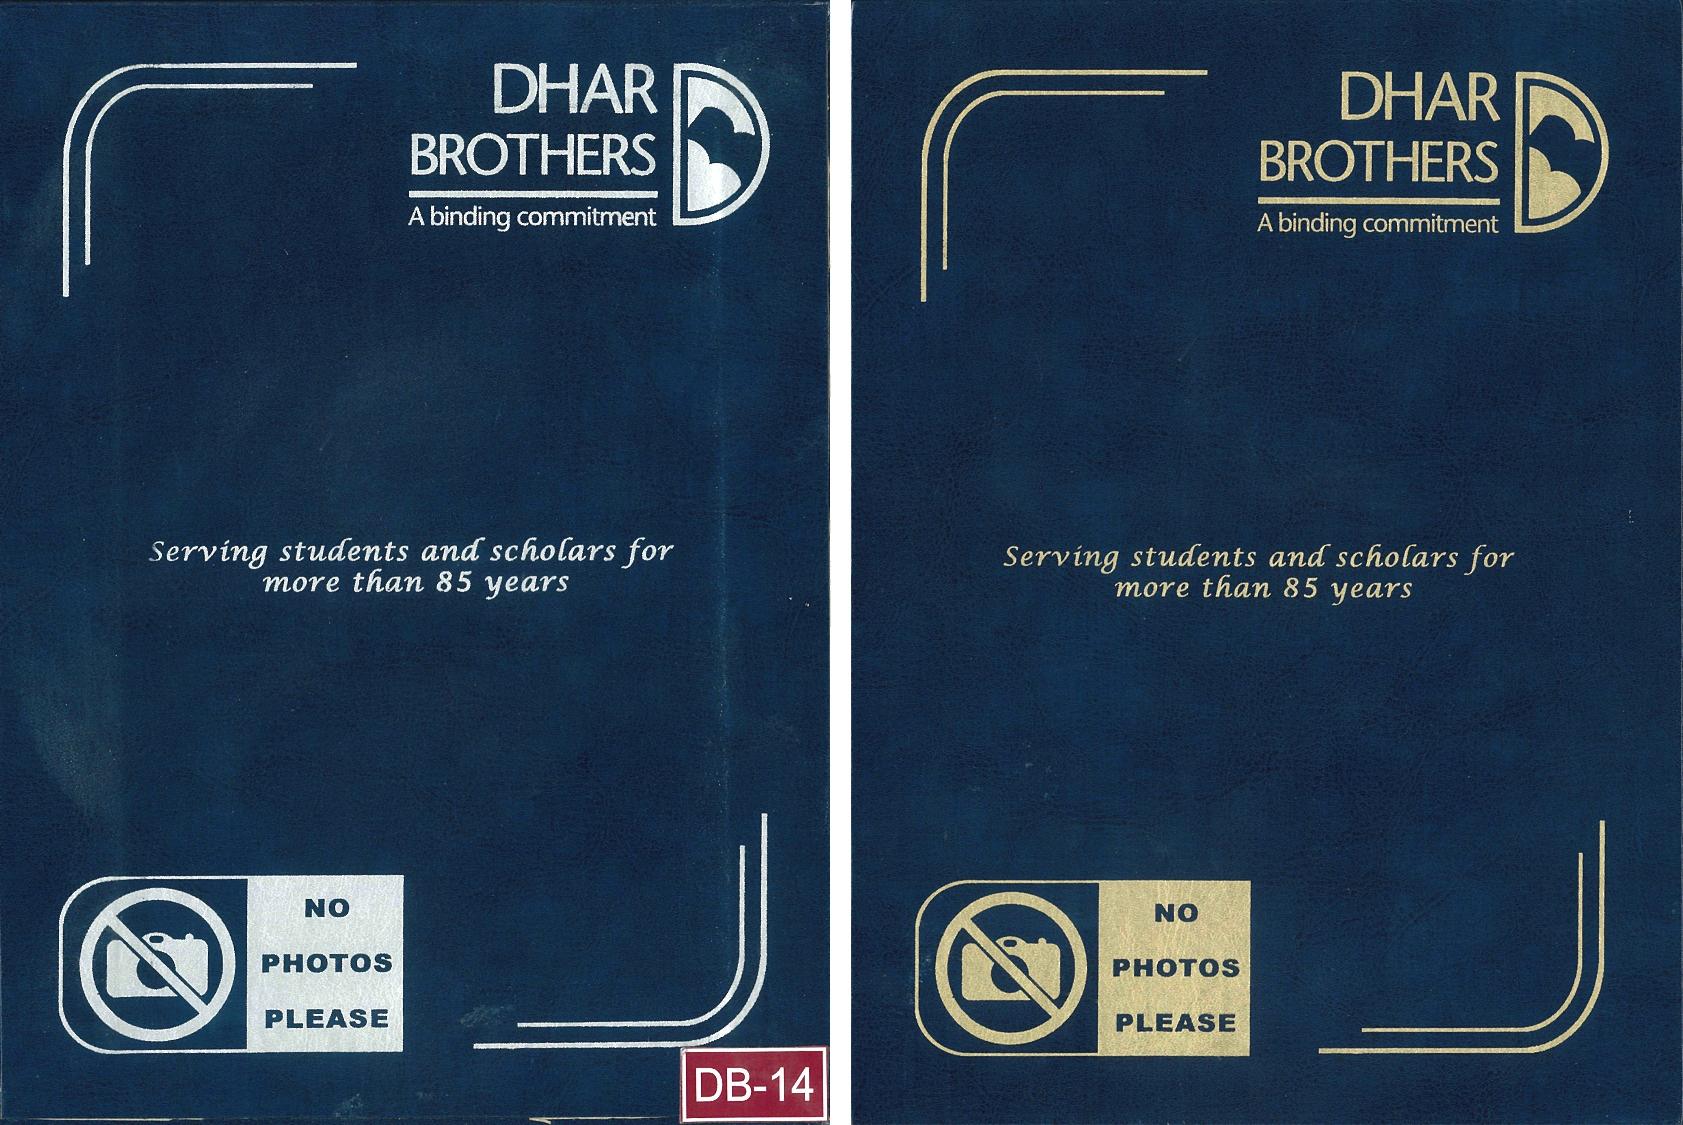 DHAR
BROTHERS
A binding commitment
Serving students and scholars for
more than 85 years
NO
PHOTOS
PLEASE
DB-14
DHAR
BROTHERS
A binding commitment
Serving students and scholars for
more than 85 years
NO
PHOTOS
PLEASE